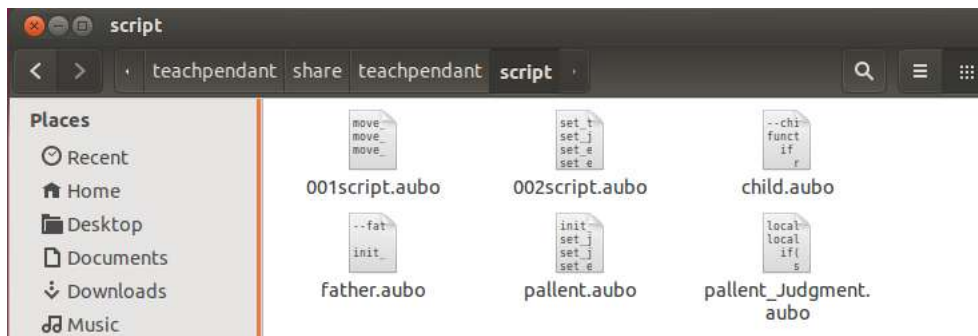 script
teachpendant share teachpendant script
Places
Recent
Home
Desktop
Documents
Downloads
Music
move_
move_
move_
001script.aubo
set_t
set_j
set_e
set_e
002script.aubo
--chi
funct
if
r
child.aubo
--fat
init_
father.aubo
init_
set_j
set_j
set_e
pallent.aubo
local
local
if(
s
pallent_Judgment.
aubo